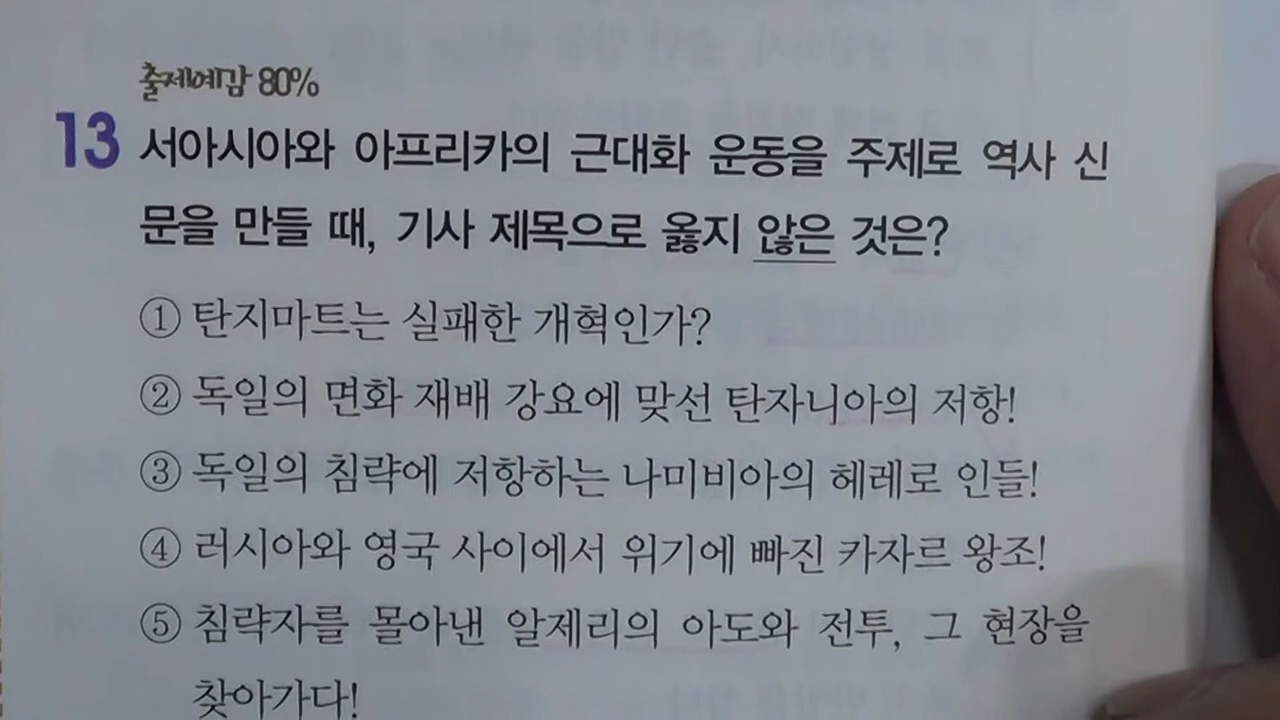 출제예감 80%
13 서아시아와 아프리카의 근대화 운동을 주제로 역사 신
문을 만들 때, 기사 제목으로 옳지 않은 것은?
① 탄지마트는 실패한 개혁인가?
② 독일의 면화 재배 강요에 맞선 탄자니아의 저항!
③ 독일의 침략에 저항하는 나미비아의 헤레로 인들!
④ 러시아와 영국 사이에서 위기에 빠진 카자르 왕조!
⑤ 침략자를 몰아낸 알제리의 아도와 전투, 그 현장을
찾아가다!